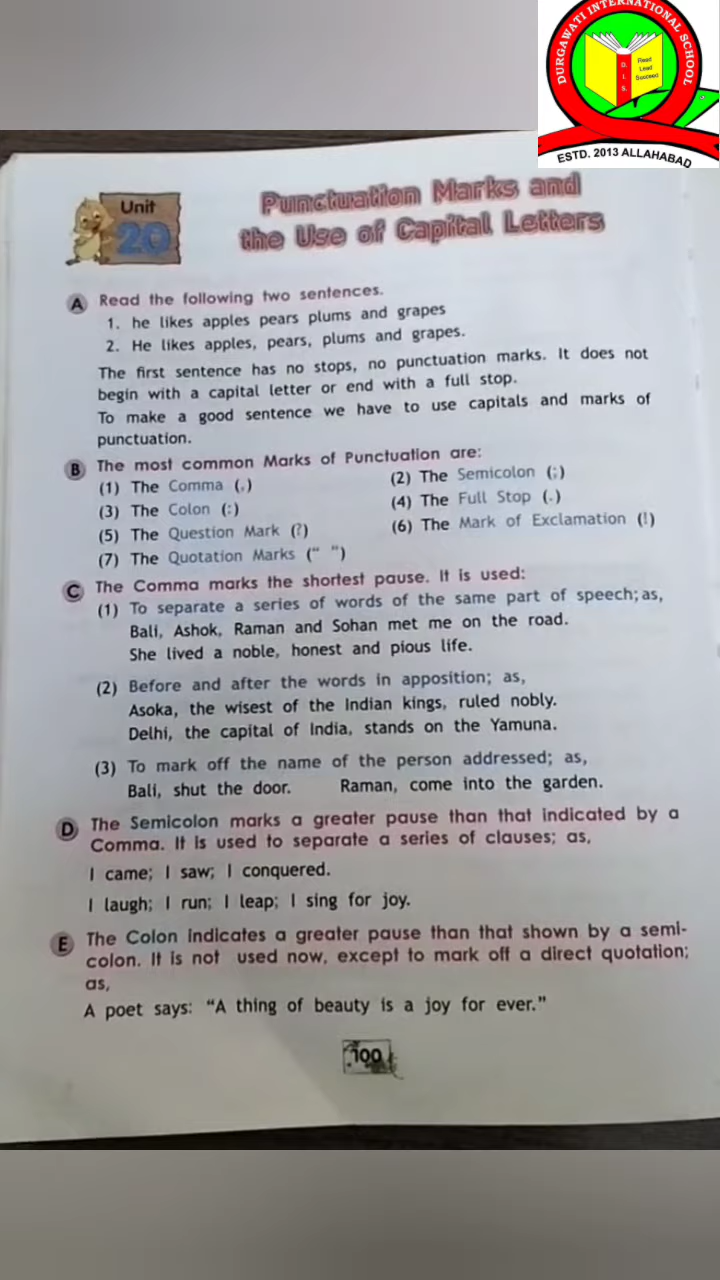 DURGAWATI INTERNATIONAL SCHOOL
D. I. S.
Read
Lead
Succeed
ESTD. 2013 ALLAHABAD
Unit
20
Punctuation Marks and
the Use of Capital Letters
A Read the following two sentences.
1. he likes apples pears plums and grapes
2. He likes apples, pears, plums and grapes.
The first sentence has no stops, no punctuation marks. It does not
begin with a capital letter or end with a full stop.
To make a good sentence we have to use capitals and marks of
punctuation.
B The most common Marks of Punctuation are:
(1) The Comma (,) (2) The Semicolon (;)
(3) The Colon (:) (4) The Full Stop (.)
(5) The Question Mark (?) (6) The Mark of Exclamation (!)
(7) The Quotation Marks (“ ”)
C The Comma marks the shortest pause. It is used:
(1) To separate a series of words of the same part of speech; as,
Bali, Ashok, Raman and Sohan met me on the road.
She lived a noble, honest and pious life.
(2) Before and after the words in apposition; as,
Asoka, the wisest of the Indian kings, ruled nobly.
Delhi, the capital of India, stands on the Yamuna.
(3) To mark off the name of the person addressed; as,
Bali, shut the door. Raman, come into the garden.
D The Semicolon marks a greater pause than that indicated by a
Comma. It is used to separate a series of clauses; as,
I came; I saw; I conquered.
I laugh; I run; I leap; I sing for joy.
E The Colon indicates a greater pause than that shown by a semi-
colon. It is not used now, except to mark off a direct quotation;
as,
A poet says: “A thing of beauty is a joy for ever.”
100